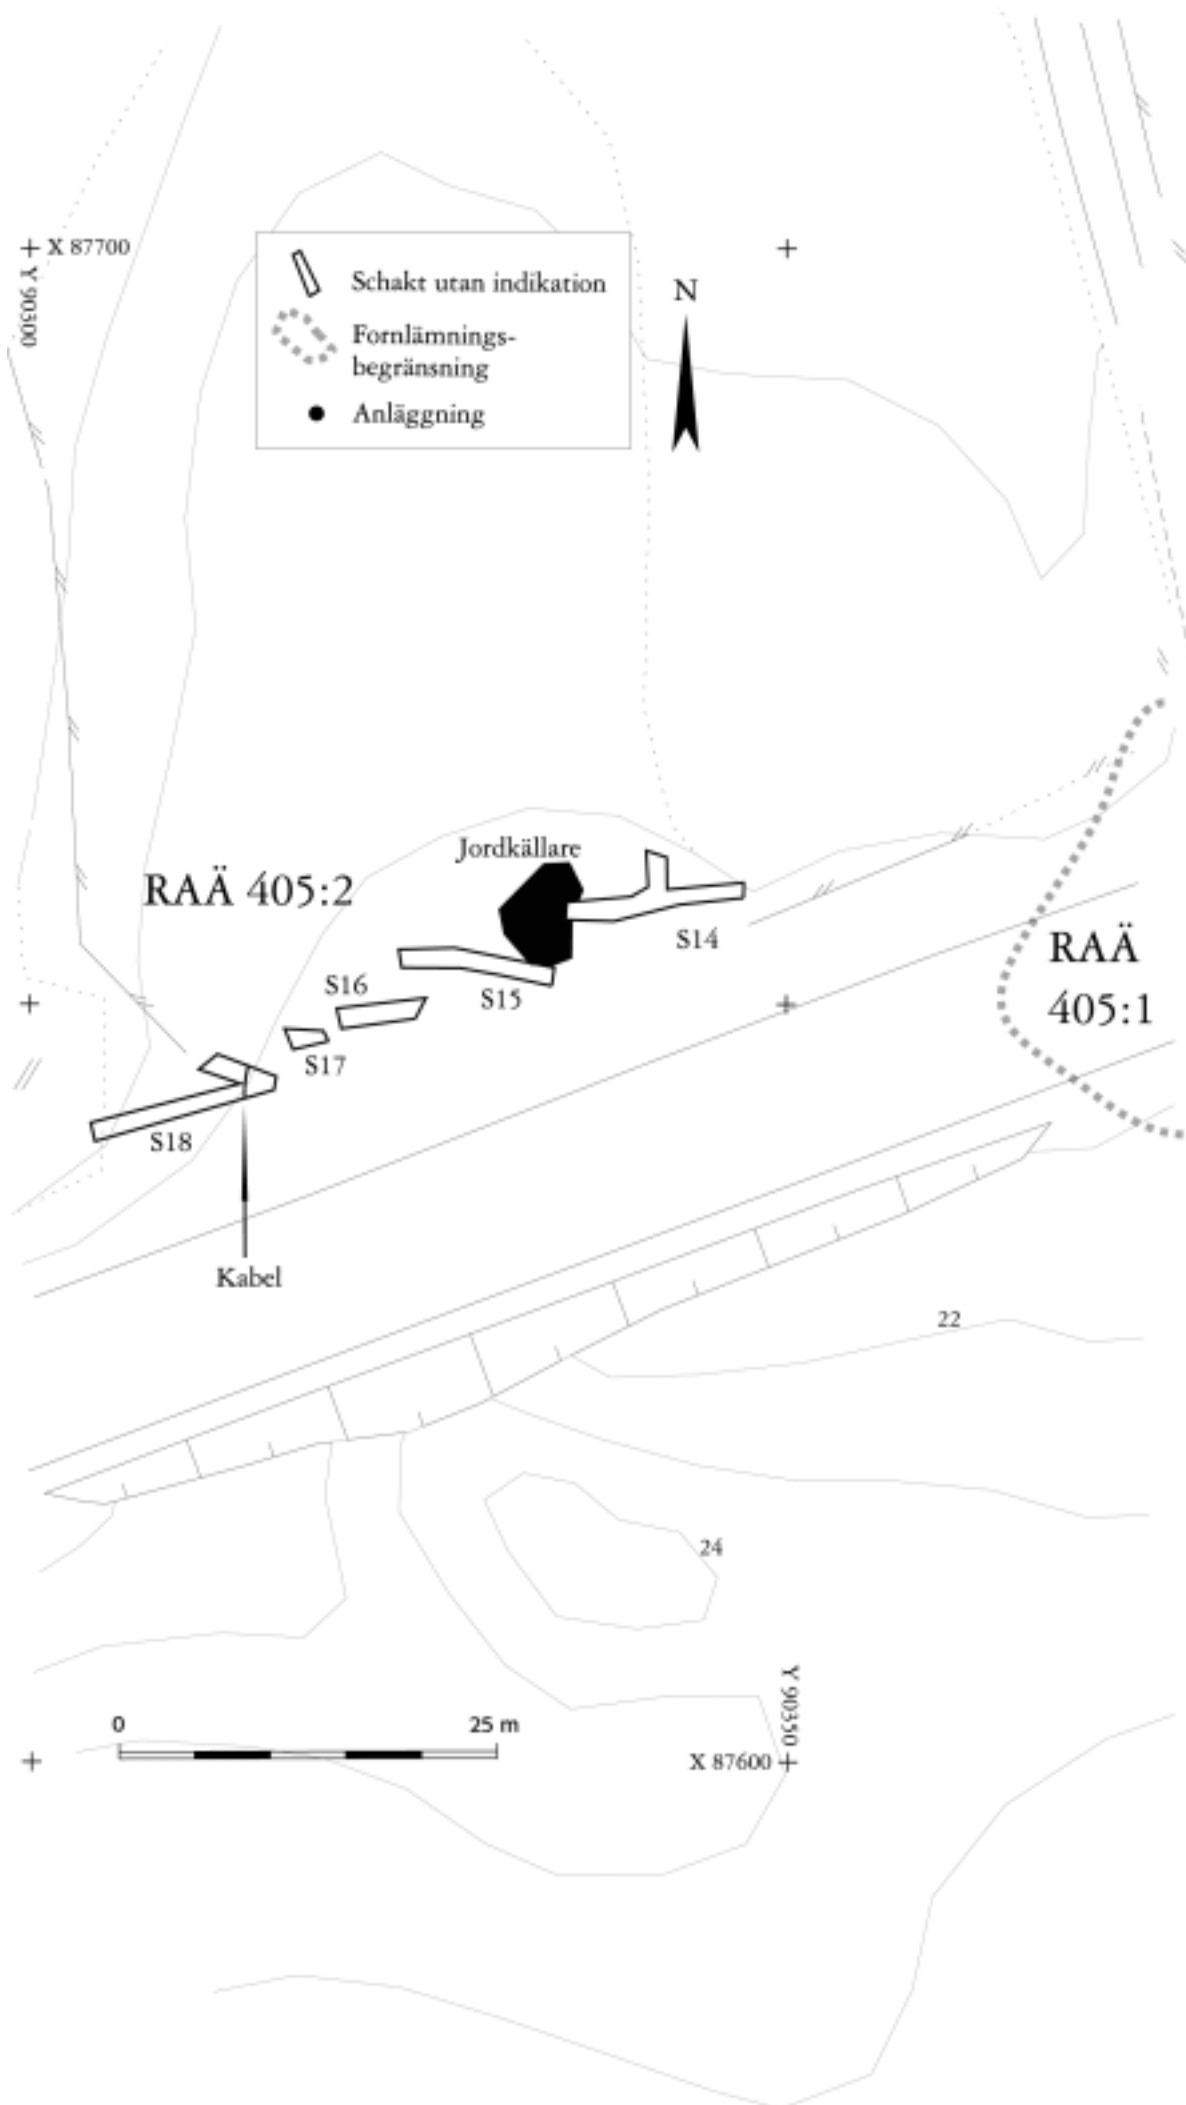 X 87700
Y 90300
Schakt utan indikation
Fornlämnings-
begränsning
Anläggning
N
Jordkällare
RAÄ 405:2
S14
RAÄ
405:1
S16
S15
S17
S18
Kabel
22
24
0 25 m
Y 90350
X 87600